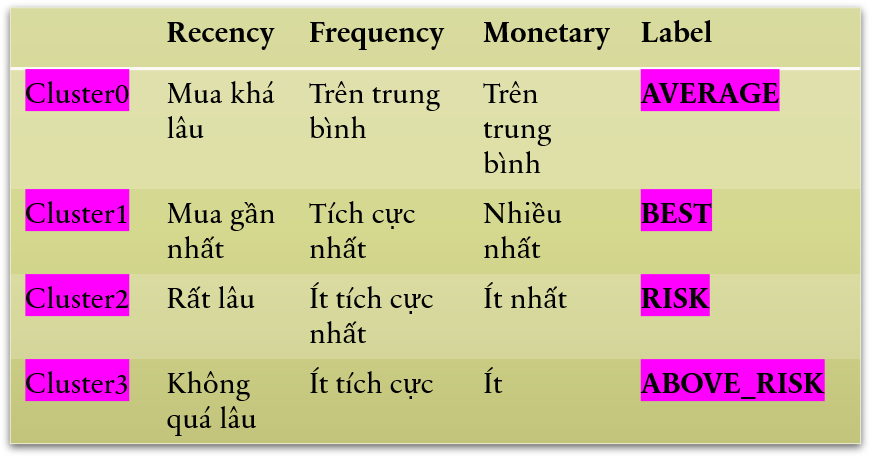 Recency Frequency Monetary Label
Cluster0 Mua khá Trên trung Trên AVERAGE
lâu bình trung
bình
Cluster1 Mua gần Tích cực Nhiều BEST
nhất nhất nhất
Cluster2 Rất lâu Ít tích cực Ít nhất RISK
nhất
Cluster3 Không Ít tích cực Ít ABOVE_RISK
quá lâu